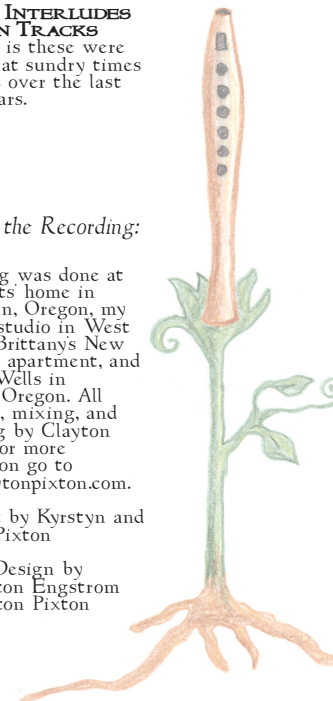 Interludes
n Tracks
is these were
at sundry times
over the last
ars.
the Recording:
g was done at
ts' home in
n, Oregon, my
studio in West
Brittany's New
apartment, and
Wells in
Oregon. All
, mixing, and
g by Clayton
or more
on go to
tonpixton.com.
t by Kyrstyn and
Pixton
Design by
ton Engstrom
ton Pixton